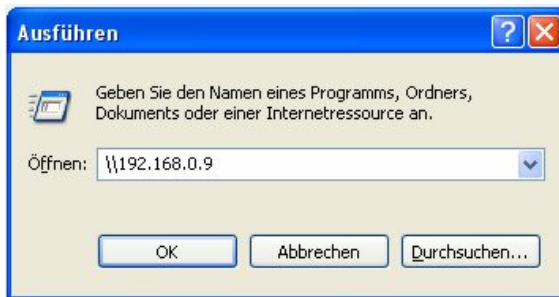 Ausführen
Geben Sie den Namen eines Programms, Ordners,
Dokuments oder einer Internetressource an.
Öffnen: \\192.168.0.9
OK Abbrechen Durchsuchen...